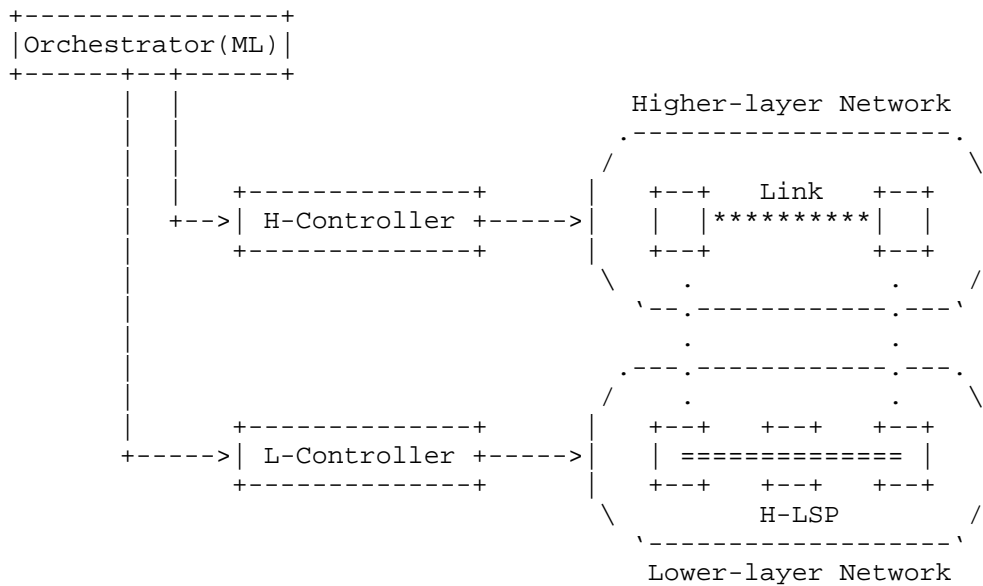 Orchestrator(ML)
Higher-layer Network
Link
H-Controller
L-Controller
H-LSP
Lower-layer Network